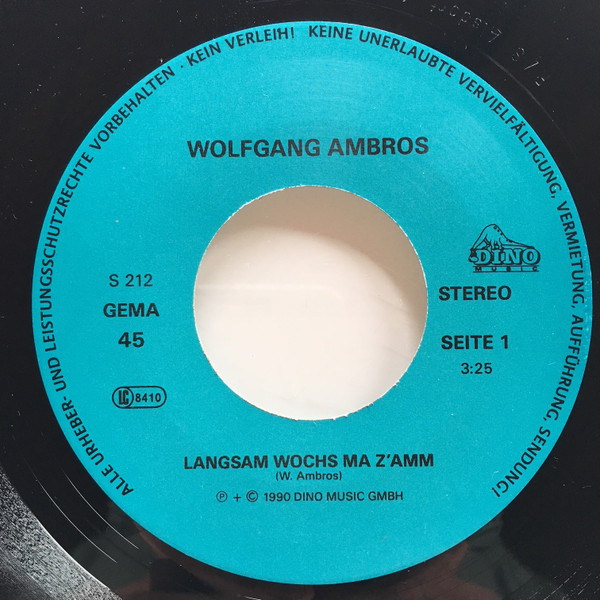 ALLE URHEBER- UND LEISTUNGSSCHUTZRECHTE VORBEHALTEN · KEIN VERLEIH! KEINE UNERLAUBTE VERVIELFÄLTIGUNG, VERMIETUNG, AUFFÜHRUNG, SENDUNG!
WOLFGANG AMBROS
DINO
MUSIC
S 212
GEMA
45
LC 8410
STEREO
SEITE 1
3:25
LANGSAM WOCHS MA Z'AMM
(W. Ambros)
℗ + © 1990 DINO MUSIC GMBH